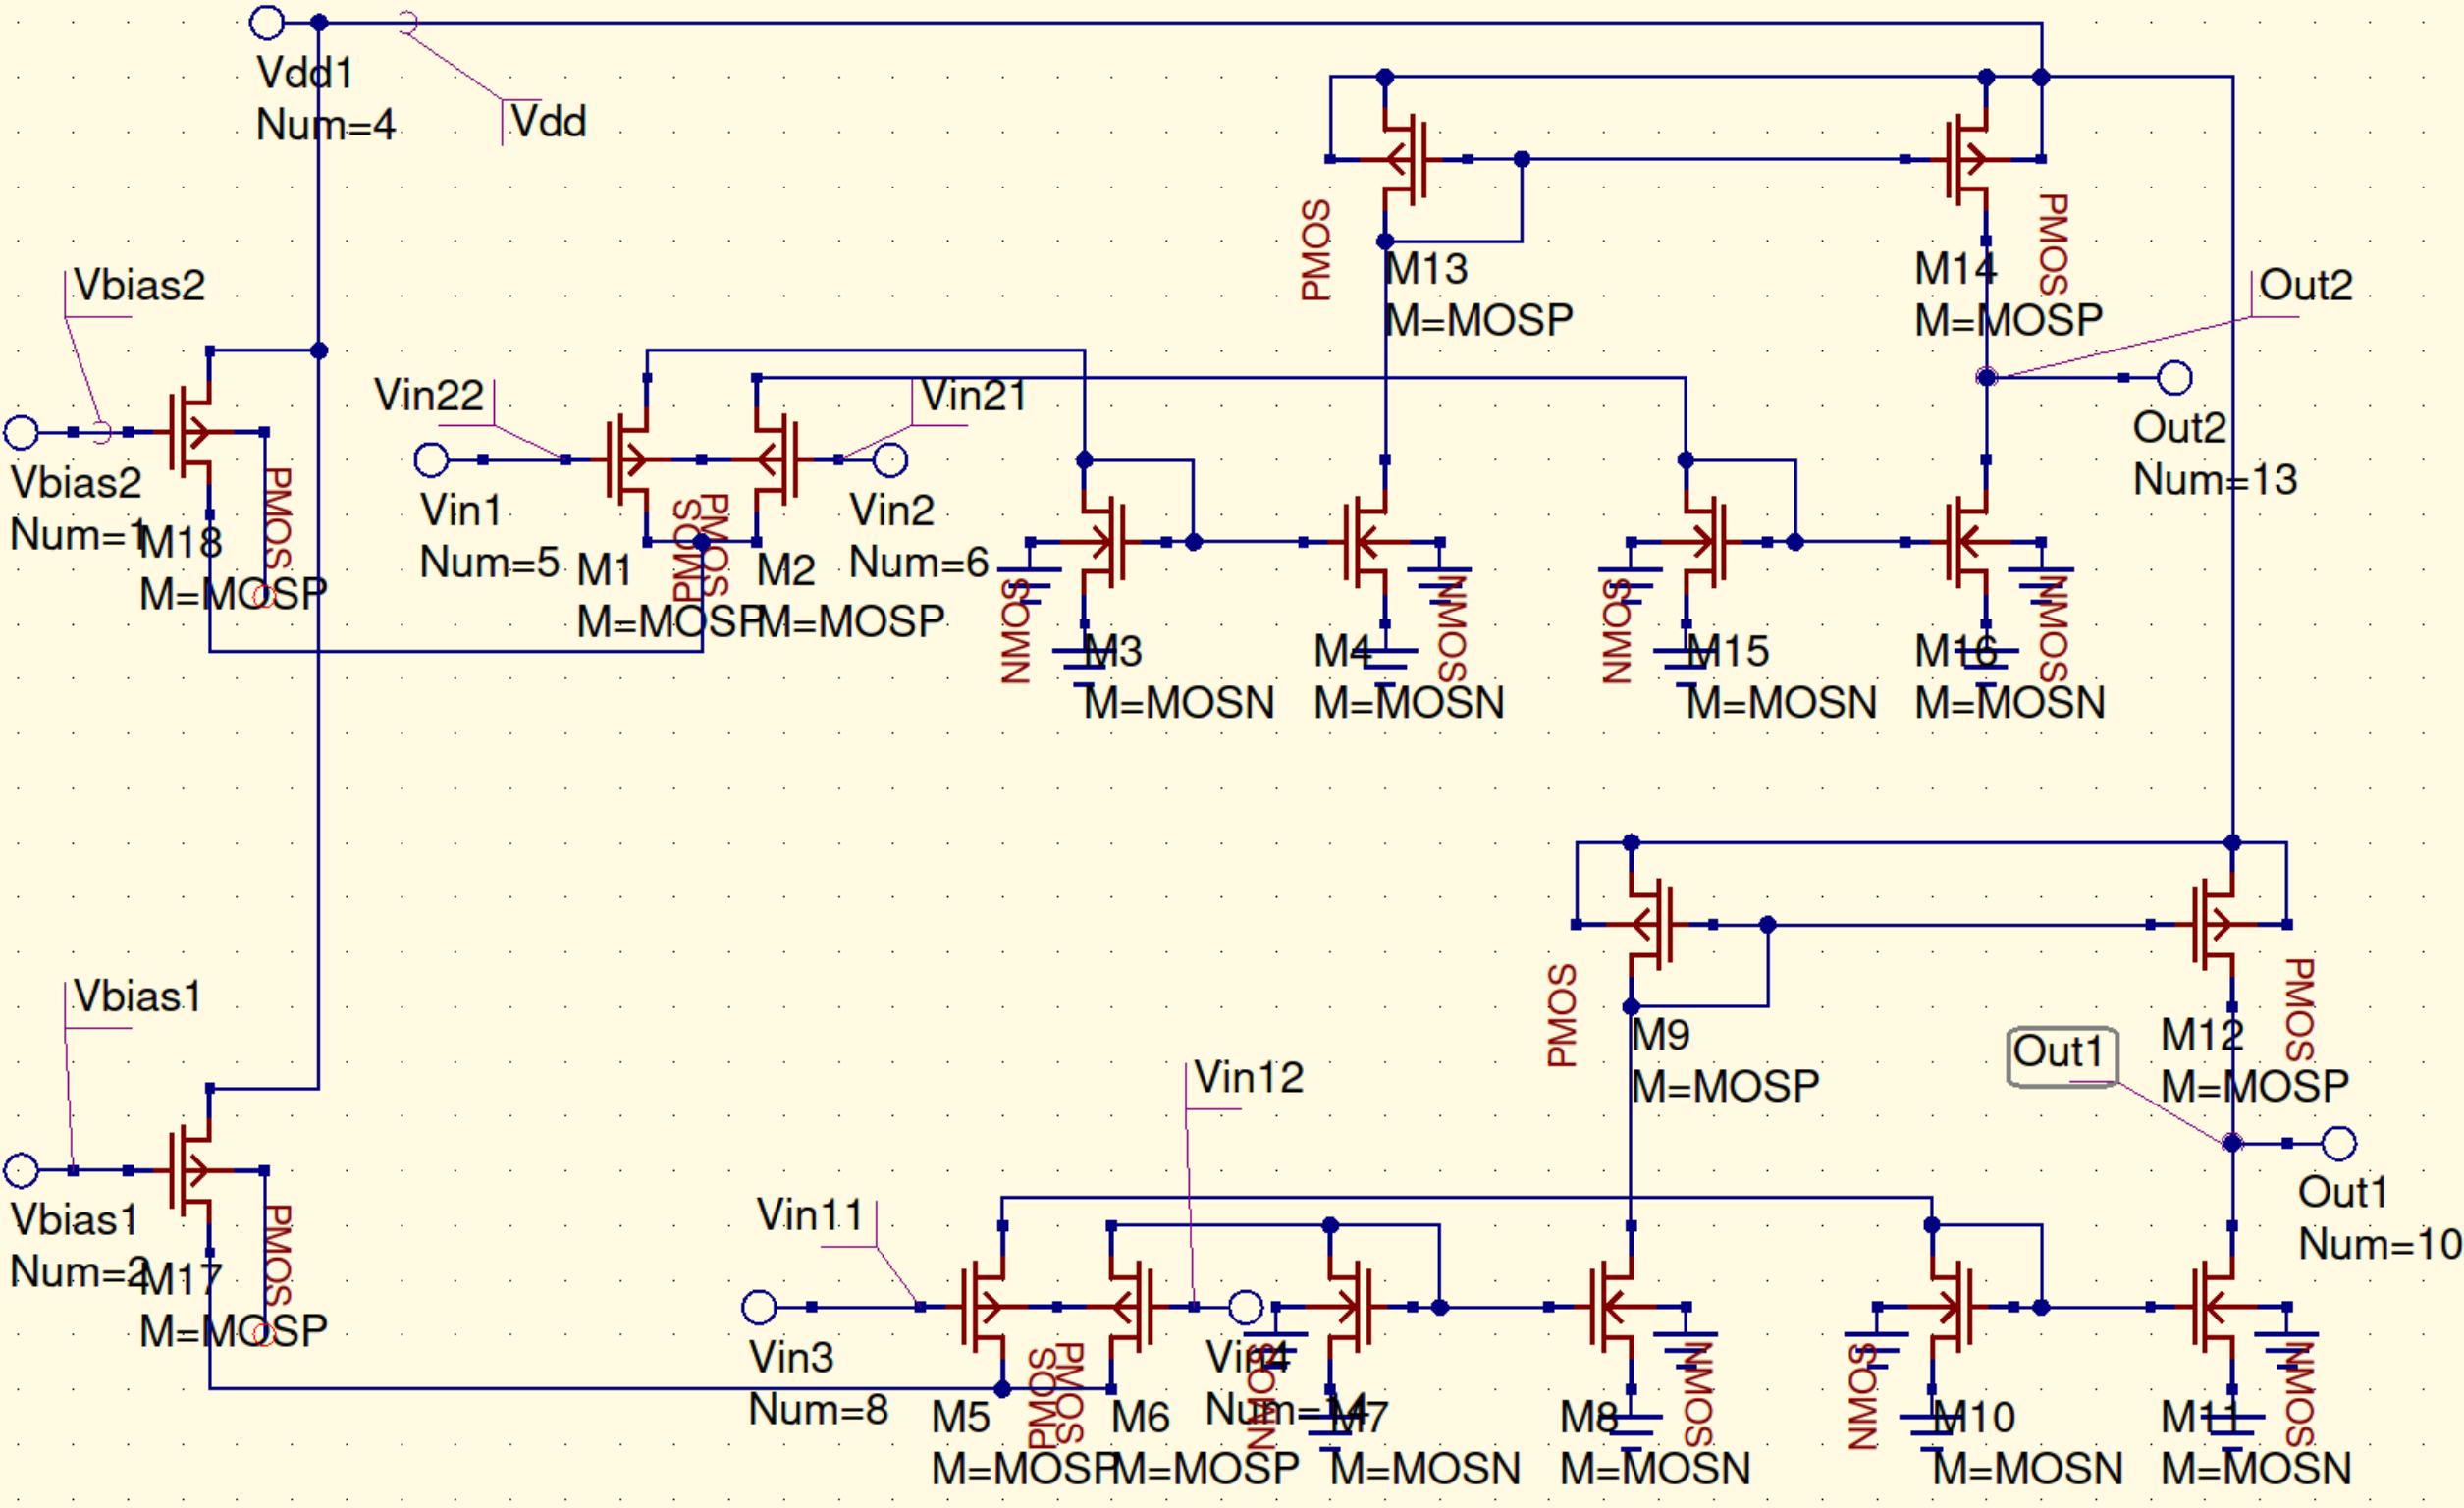 Vdd1
Num=4
Vdd
PMOS
M13
M=MOSP
PMOS
M14
M=MOSP
Out2
Out2
Num=13
Vbias2
Vbias2
Num=1
M18
M=MOSP
PMOS
Vin22
Vin21
Vin1
Num=5
M1
M=MOSP
PMOS
PMOS
M2
M=MOSP
Vin2
Num=6
NMOS
M3
M=MOSN
M4
M=MOSN
NMOS
NMOS
M15
M=MOSN
M16
M=MOSN
NMOS
PMOS
M9
M=MOSP
M12
M=MOSP
PMOS
Out1
Out1
Num=10
Vbias1
Vbias1
Num=2
M17
M=MOSP
PMOS
Vin12
Vin11
Vin3
Num=8
M5
M=MOSP
PMOS
PMOS
M6
M=MOSP
Vin4
Num=14
NMOS
M7
M=MOSN
M8
M=MOSN
NMOS
NMOS
M10
M=MOSN
M11
M=MOSN
NMOS